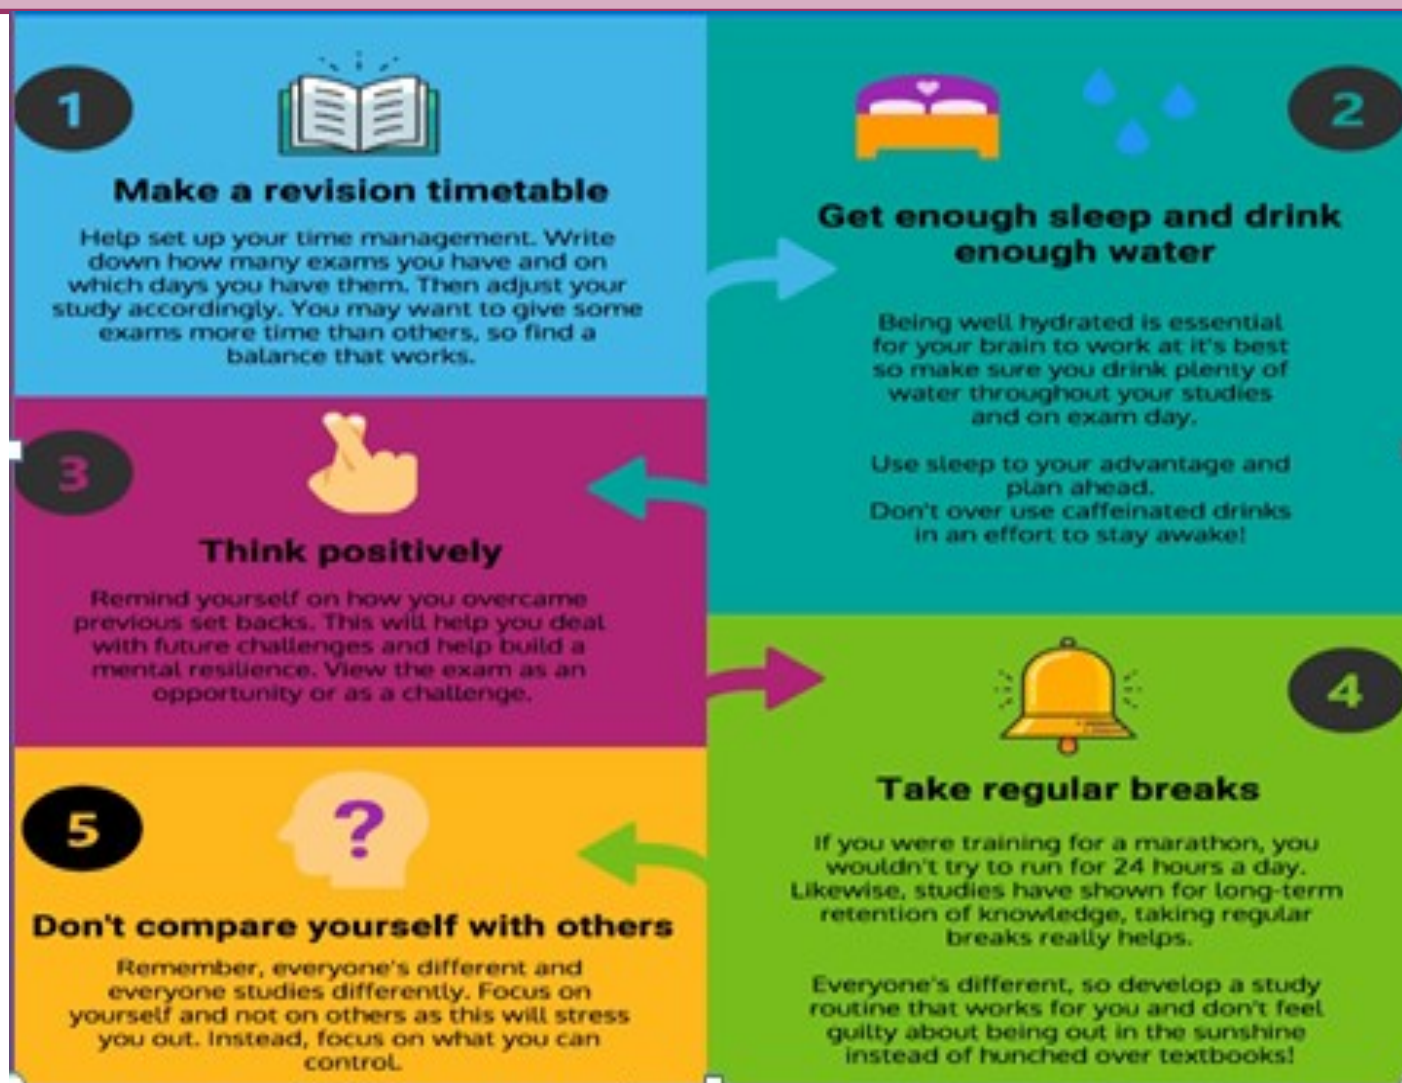 1
Make a revision timetable
Help set up your time management. Write
down how many exams you have and on
which days you have them. Then adjust your
study accordingly. You may want to give some
exams more time than others, so find a
balance that works.
2
Get enough sleep and drink
enough water
Being well hydrated is essential
for your brain to work at it's best
so make sure you drink plenty of
water throughout your studies
and on exam day.
Use sleep to your advantage and
plan ahead.
Don't over use caffeinated drinks
in an effort to stay awake!
3
Think positively
Remind yourself on how you overcame
previous set backs. This will help you deal
with future challenges and help build a
mental resilience. View the exam as an
opportunity or as a challenge.
4
Take regular breaks
If you were training for a marathon, you
wouldn't try to run for 24 hours a day.
Likewise, studies have shown for long-term
retention of knowledge, taking regular
breaks really helps.
Everyone's different, so develop a study
routine that works for you and don't feel
guilty about being out in the sunshine
instead of hunched over textbooks!
5
?
Don't compare yourself with others
Remember, everyone's different and
everyone studies differently. Focus on
yourself and not on others as this will stress
you out. Instead, focus on what you can
control.